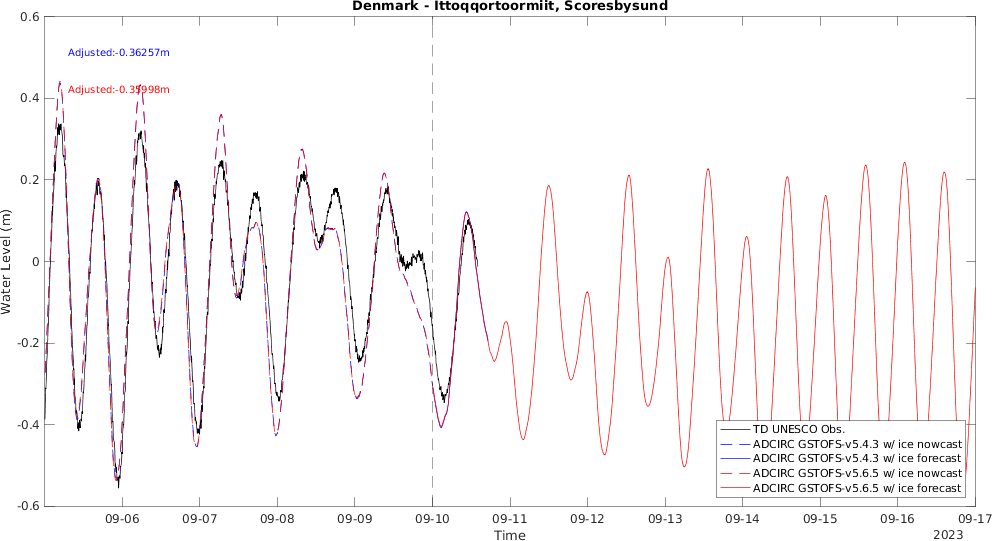 Denmark - Ittoqqortoormiit, Scoresbysund
0.6
Adjusted:-0.36257m
Adjusted:-0.35998m
0.4
0.2
0
-0.2
-0.4
-0.6
Water Level (m)
TD UNESCO Obs.
ADCIRC GSTOFS-v5.4.3 w/ ice nowcast
ADCIRC GSTOFS-v5.4.3 w/ ice forecast
ADCIRC GSTOFS-v5.6.5 w/ ice nowcast
ADCIRC GSTOFS-v5.6.5 w/ ice forecast
09-06 09-07 09-08 09-09 09-10 09-11 09-12 09-13 09-14 09-15 09-16 09-17
Time
2023